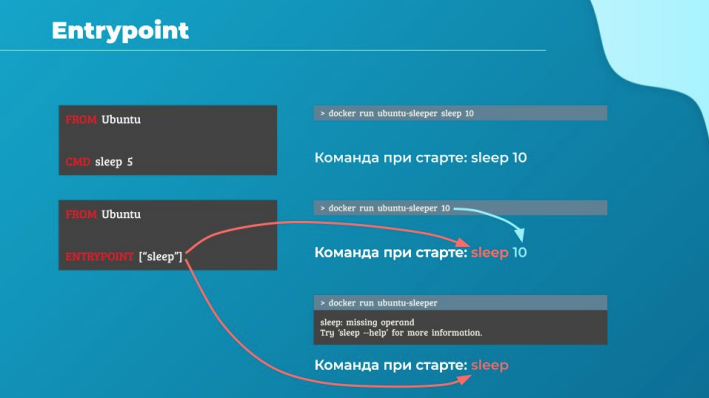 Entrypoint
FROM Ubuntu
CMD sleep 5
> docker run ubuntu-sleeper sleep 10
Команда при старте: sleep 10
FROM Ubuntu
ENTRYPOINT [“sleep”]
> docker run ubuntu-sleeper 10
Команда при старте: sleep 10
> docker run ubuntu-sleeper
sleep: missing operand
Try ‘sleep --help’ for more information.
Команда при старте: sleep